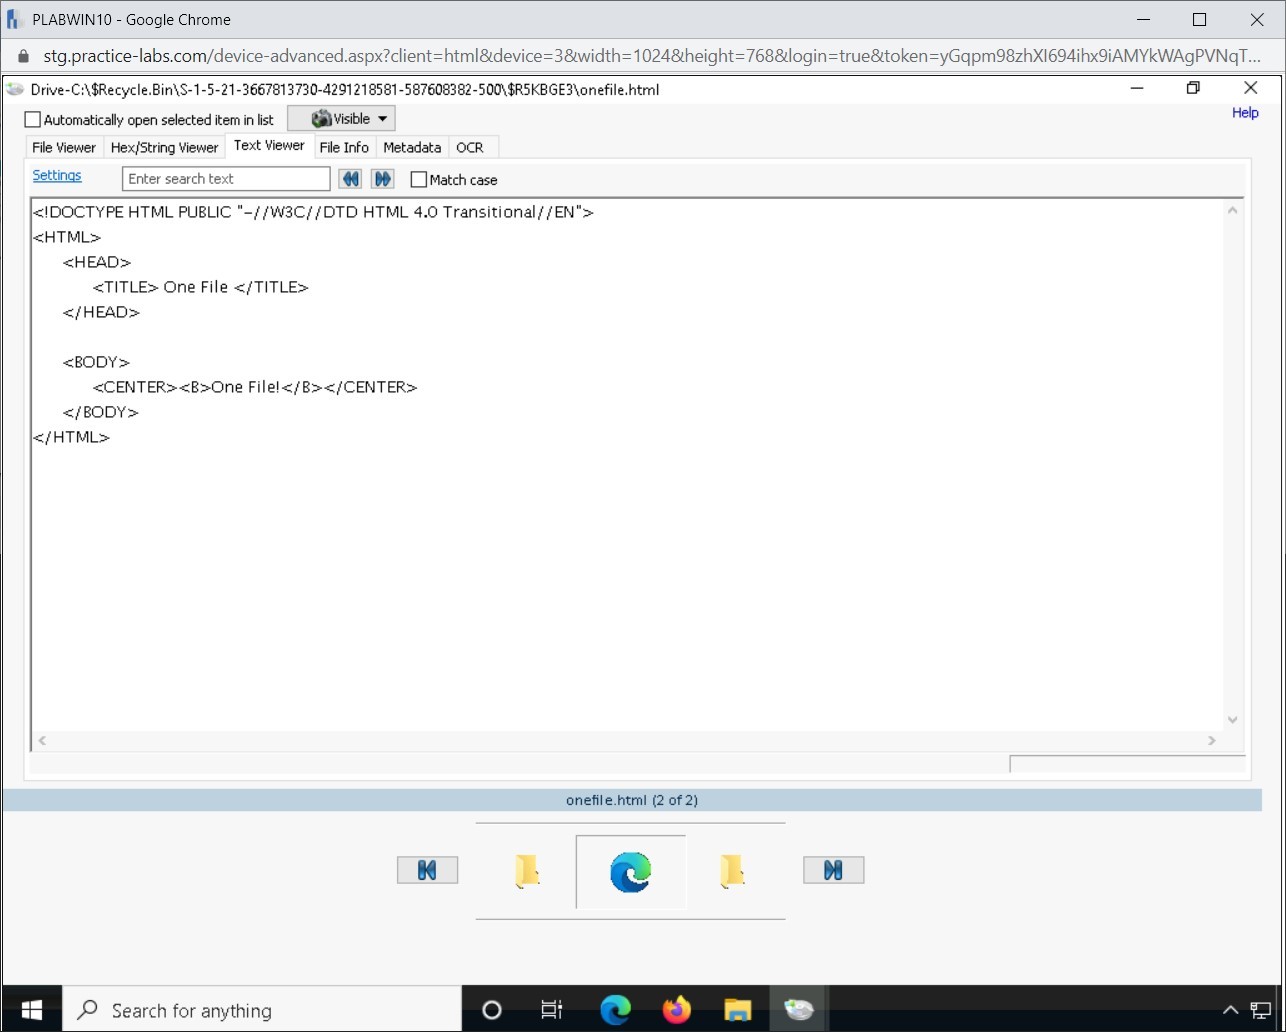 PLABWIN10 - Google Chrome
stg.practice-labs.com/device-advanced.aspx?client=html&device=3&width=1024&height=768&login=true&token=yGqpm98zhXI694ihx9iAMYkWAgPVNqT...
Drive-C:\$Recycle.Bin\S-1-5-21-3667813730-4291218581-587608382-500\$R5KBGE3\onefile.html
Automatically open selected item in list Visible Help
File Viewer Hex/String Viewer Text Viewer File Info Metadata OCR
Settings Enter search text Match case
<!DOCTYPE HTML PUBLIC "-//W3C//DTD HTML 4.0 Transitional//EN">
<HTML>
<HEAD>
<TITLE> One File </TITLE>
</HEAD>
<BODY>
<CENTER><B>One File!</B></CENTER>
</BODY>
</HTML>
onefile.html (2 of 2)
Search for anything